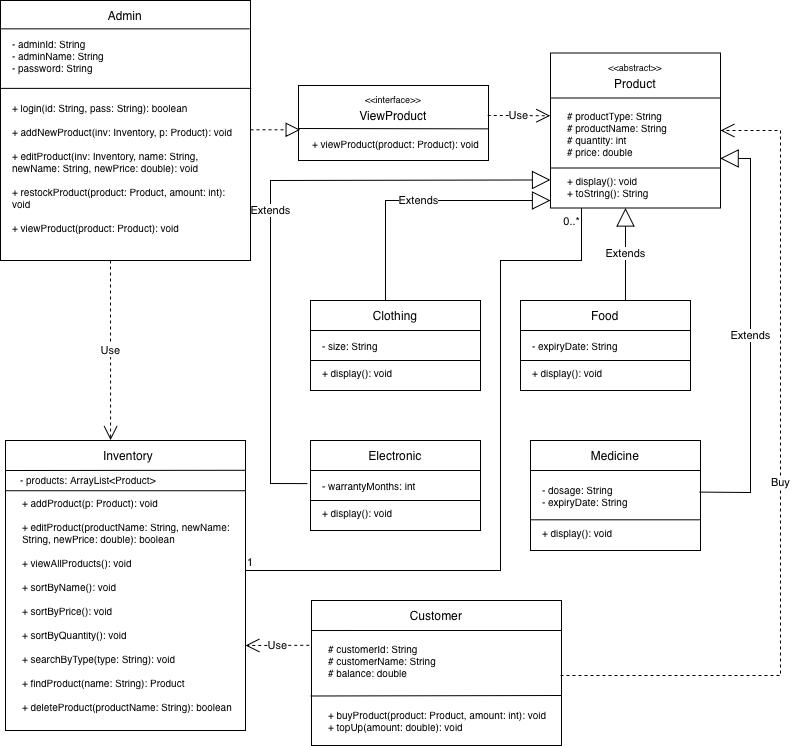 Admin
- adminId: String
- adminName: String
- password: String
+ login(id: String, pass: String): boolean
+ addNewProduct(inv: Inventory, p: Product): void
+ editProduct(inv: Inventory, name: String,
newName: String, newPrice: double): void
+ restockProduct(product: Product, amount: int):
void
+ viewProduct(product: Product): void
<<interface>>
ViewProduct
+ viewProduct(product: Product): void
Use
<<abstract>>
Product
# productType: String
# productName: String
# quantity: int
# price: double
+ display(): void
+ toString(): String
Extends
Extends
0..*
Extends
Clothing
- size: String
+ display(): void
Food
- expiryDate: String
+ display(): void
Extends
Use
Inventory
- products: ArrayList<Product>
+ addProduct(p: Product): void
+ editProduct(productName: String, newName:
String, newPrice: double): boolean
+ viewAllProducts(): void
+ sortByName(): void
+ sortByPrice(): void
+ sortByQuantity(): void
+ searchByType(type: String): void
+ findProduct(name: String): Product
+ deleteProduct(productName: String): boolean
Electronic
- warrantyMonths: int
+ display(): void
Medicine
- dosage: String
- expiryDate: String
+ display(): void
Buy
1
Use
Customer
# customerId: String
# customerName: String
# balance: double
+ buyProduct(product: Product, amount: int): void
+ topUp(amount: double): void